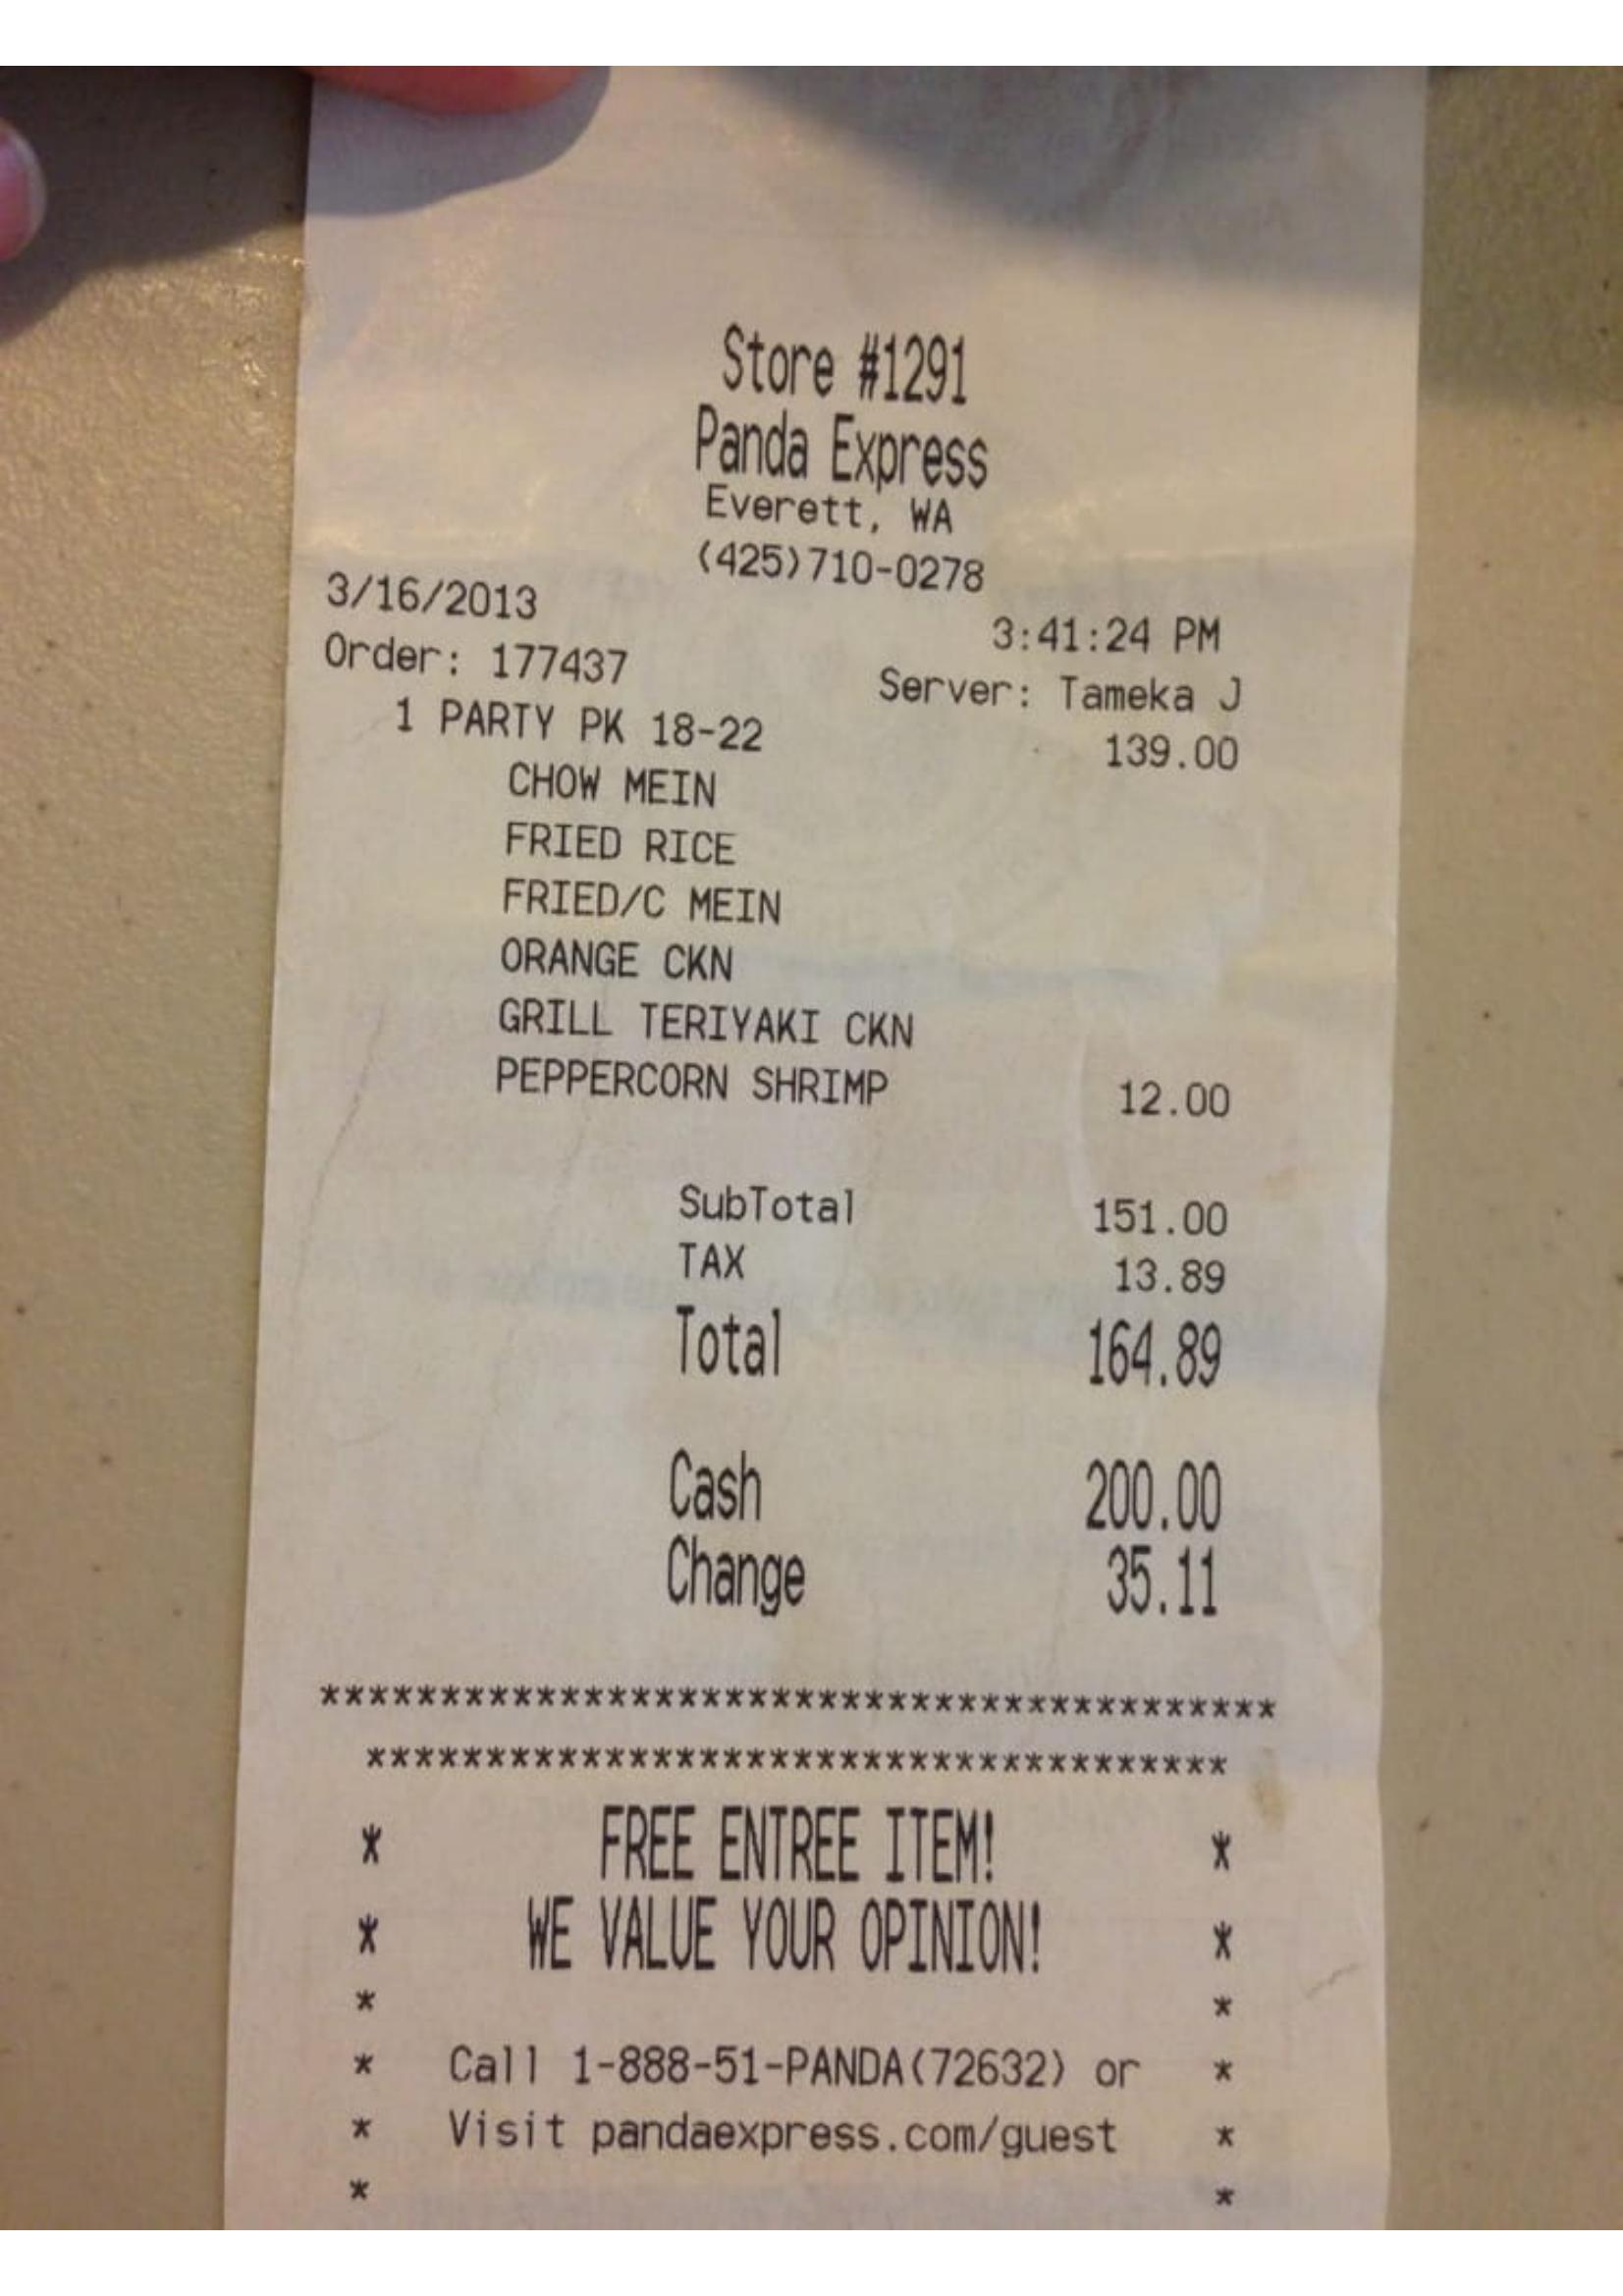 Store #1291
Panda Express
Everett, WA
(425)710-0278
3/16/2013 3:41:24 PM
Order: 177437 Server: Tameka J
1 PARTY PK 18-22 139.00
CHOW MEIN
FRIED RICE
FRIED/C MEIN
ORANGE CKN
GRILL TERIYAKI CKN
PEPPERCORN SHRIMP 12.00
SubTotal 151.00
TAX 13.89
Total 164.89
Cash 200.00
Change 35.11
*****************************************
*************************************
* FREE ENTREE ITEM! *
* WE VALUE YOUR OPINION! *
* *
* Call 1-888-51-PANDA(72632) or *
* Visit pandaexpress.com/guest *
* *